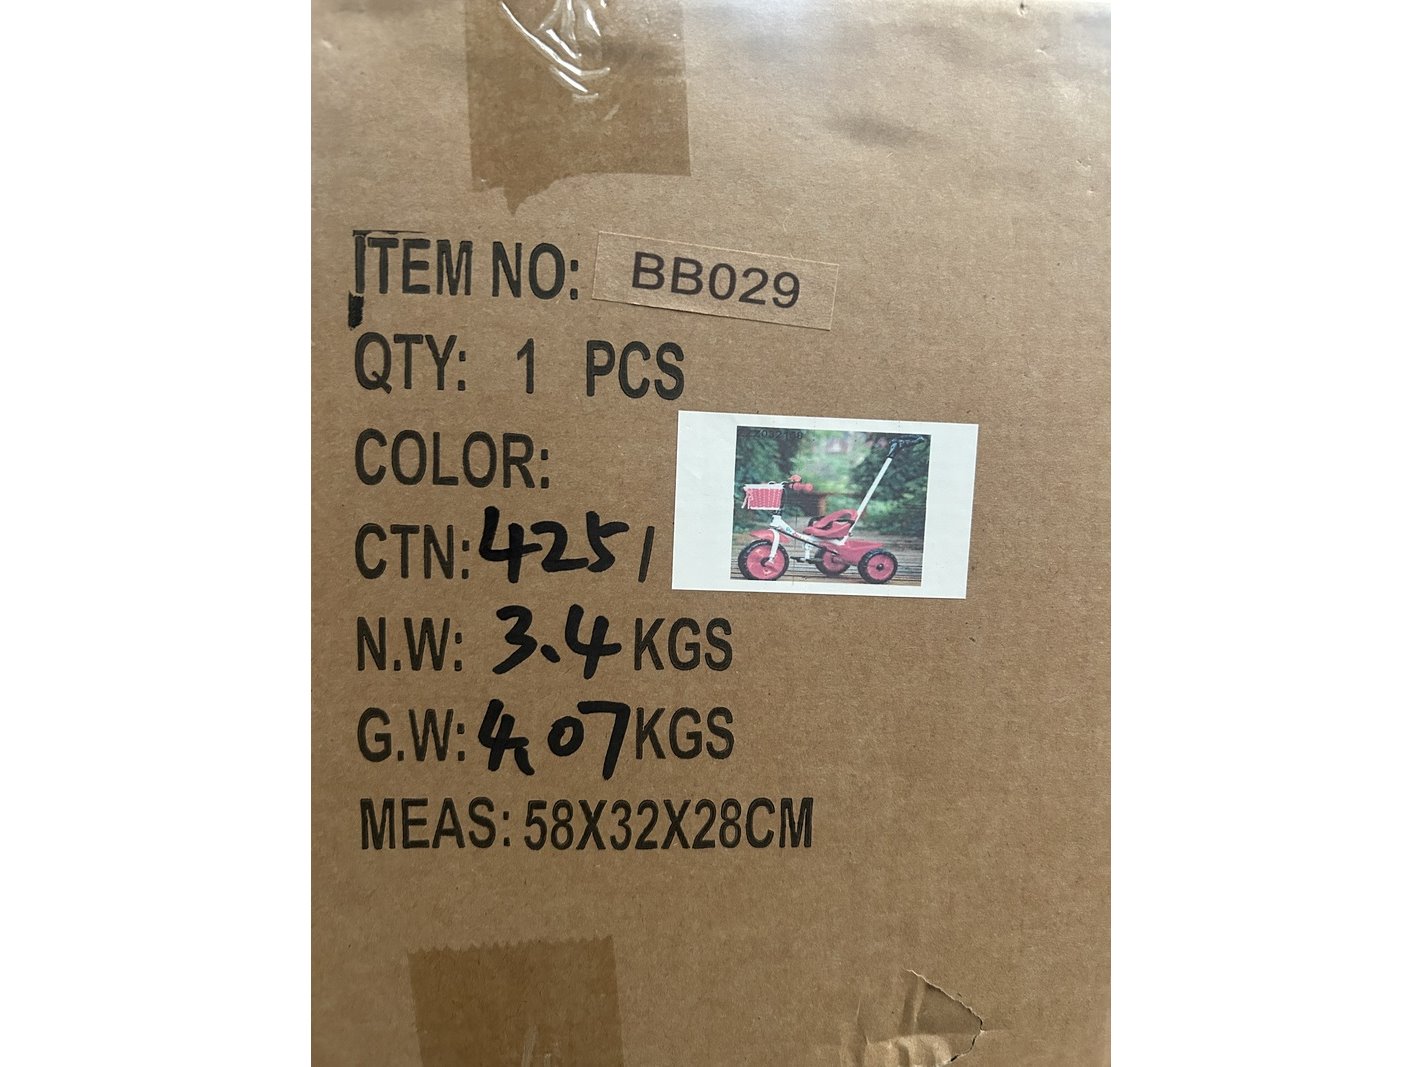 ITEM NO: BB029
QTY: 1 PCS
COLOR:
CTN: 425/
N.W: 3.4 KGS
G.W: 4.07 KGS
MEAS: 58X32X28CM